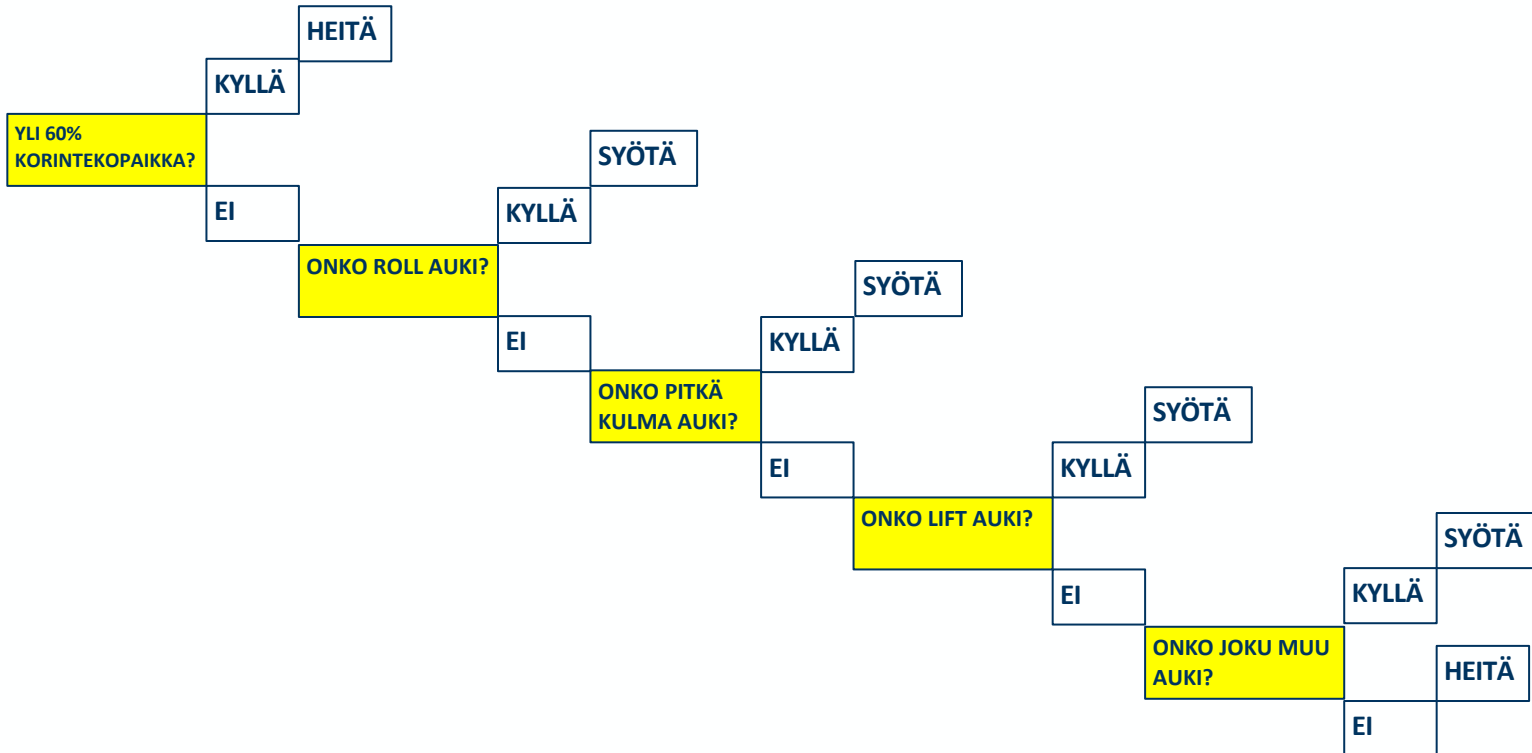 HEITÄ
KYLLÄ
YLI 60%
KORINTEKOPAIKKA?
EI
SYÖTÄ
KYLLÄ
ONKO ROLL AUKI?
EI
SYÖTÄ
KYLLÄ
ONKO PITKÄ
KULMA AUKI?
EI
SYÖTÄ
KYLLÄ
ONKO LIFT AUKI?
EI
SYÖTÄ
KYLLÄ
ONKO JOKU MUU
AUKI?
HEITÄ
EI